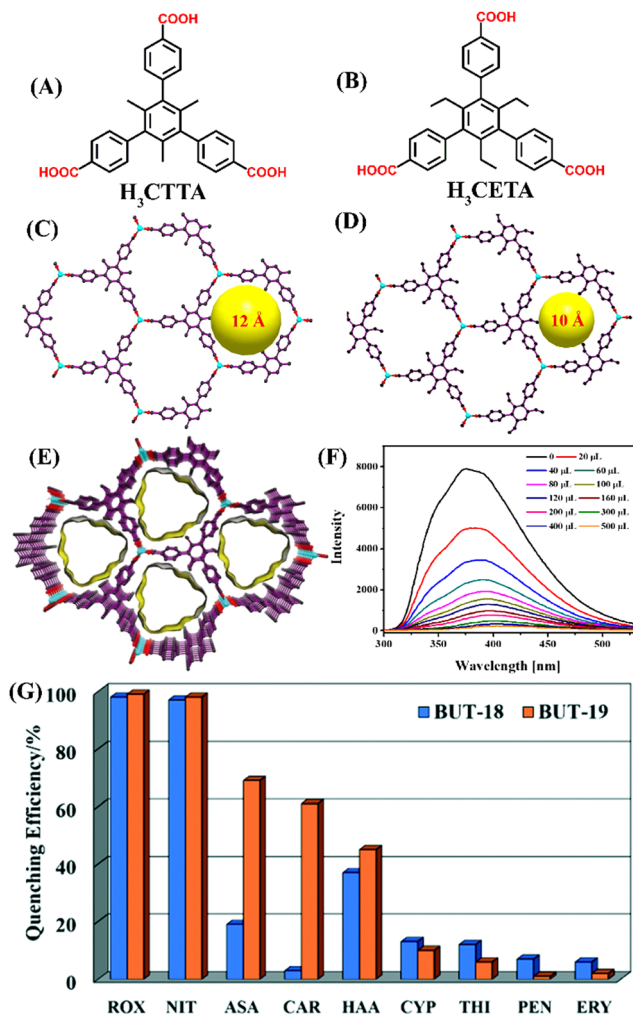 COOH
COOH
(A)
(B)
HOOC
COOH
HOOC
COOH
H₃CTTA
H₃CETA
(C)
(D)
12 Å
10 Å
(E)
(F)
8000
6000
4000
2000
0
Intensity
0 20 μL
40 μL 60 μL
80 μL 100 μL
120 μL 160 μL
200 μL 300 μL
400 μL 500 μL
300 350 400 450 500
Wavelength [nm]
(G)
100
80
60
40
20
0
Quenching Efficiency/%
BUT-18 BUT-19
ROX NIT ASA CAR HAA CYP THI PEN ERY